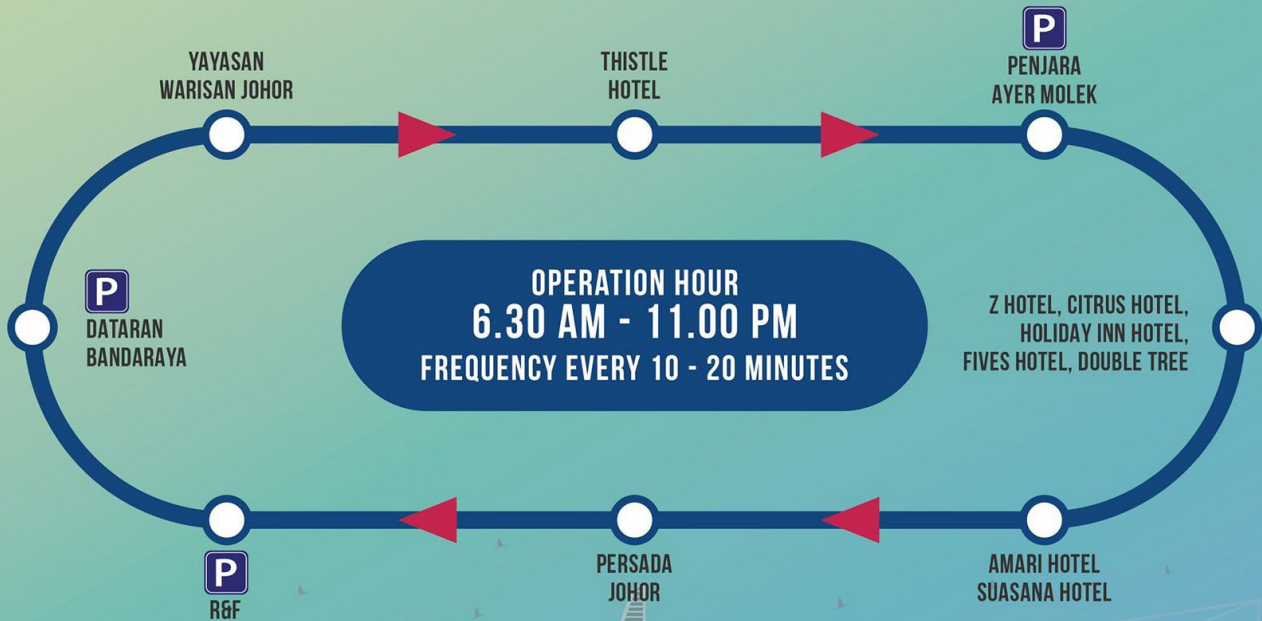 P
YAYASAN
WARISAN JOHOR
THISTLE
HOTEL
PENJARA
AYER MOLEK
OPERATION HOUR
6.30 AM - 11.00 PM
FREQUENCY EVERY 10 - 20 MINUTES
P
DATARAN
BANDARAYA
Z HOTEL, CITRUS HOTEL,
HOLIDAY INN HOTEL,
FIVES HOTEL, DOUBLE TREE
P
R&F
PERSADA
JOHOR
AMARI HOTEL
SUASANA HOTEL